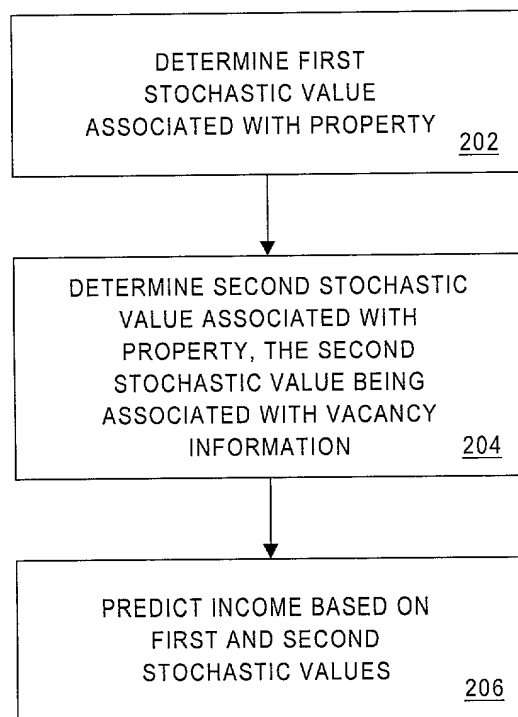 DETERMINE FIRST
STOCHASTIC VALUE
ASSOCIATED WITH PROPERTY
202
DETERMINE SECOND STOCHASTIC
VALUE ASSOCIATED WITH
PROPERTY, THE SECOND
STOCHASTIC VALUE BEING
ASSOCIATED WITH VACANCY
INFORMATION
204
PREDICT INCOME BASED ON
FIRST AND SECOND
STOCHASTIC VALUES
206